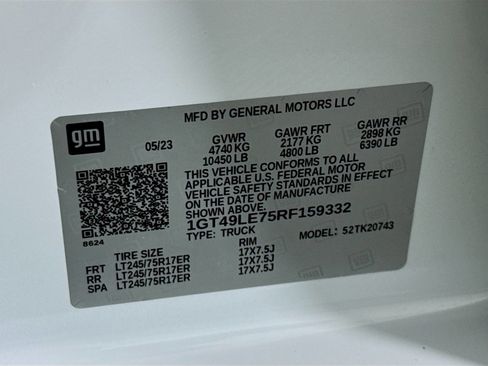 MFD BY GENERAL MOTORS LLC
gm
05/23 GVWR GAWR FRT GAWR RR
4740 KG 2177 KG 2898 KG
10450 LB 4800 LB 6390 LB
THIS VEHICLE CONFORMS TO ALL
APPLICABLE U.S. FEDERAL MOTOR
VEHICLE SAFETY STANDARDS IN EFFECT
ON THE DATE OF MANUFACTURE
SHOWN ABOVE.
1GT49LE75RF159332
8624
TYPE: TRUCK MODEL: 52TK20743
TIRE SIZE RIM
FRT LT245/75R17ER 17X7.5J
RR LT245/75R17ER 17X7.5J
SPA LT245/75R17ER 17X7.5J